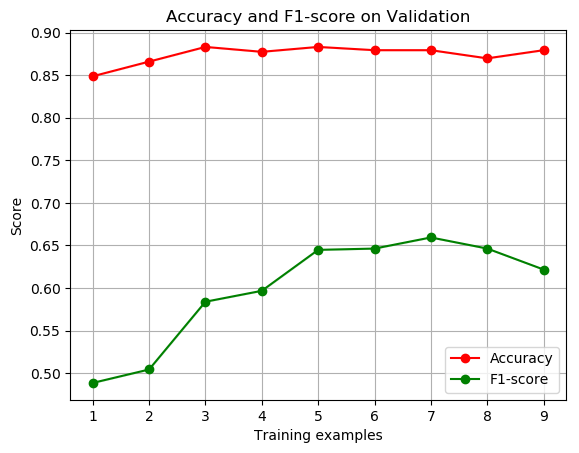 Accuracy and F1-score on Validation
0.90
0.85
0.80
0.75
0.70
0.65
0.60
0.55
0.50
Score
Accuracy
F1-score
1 2 3 4 5 6 7 8 9
Training examples